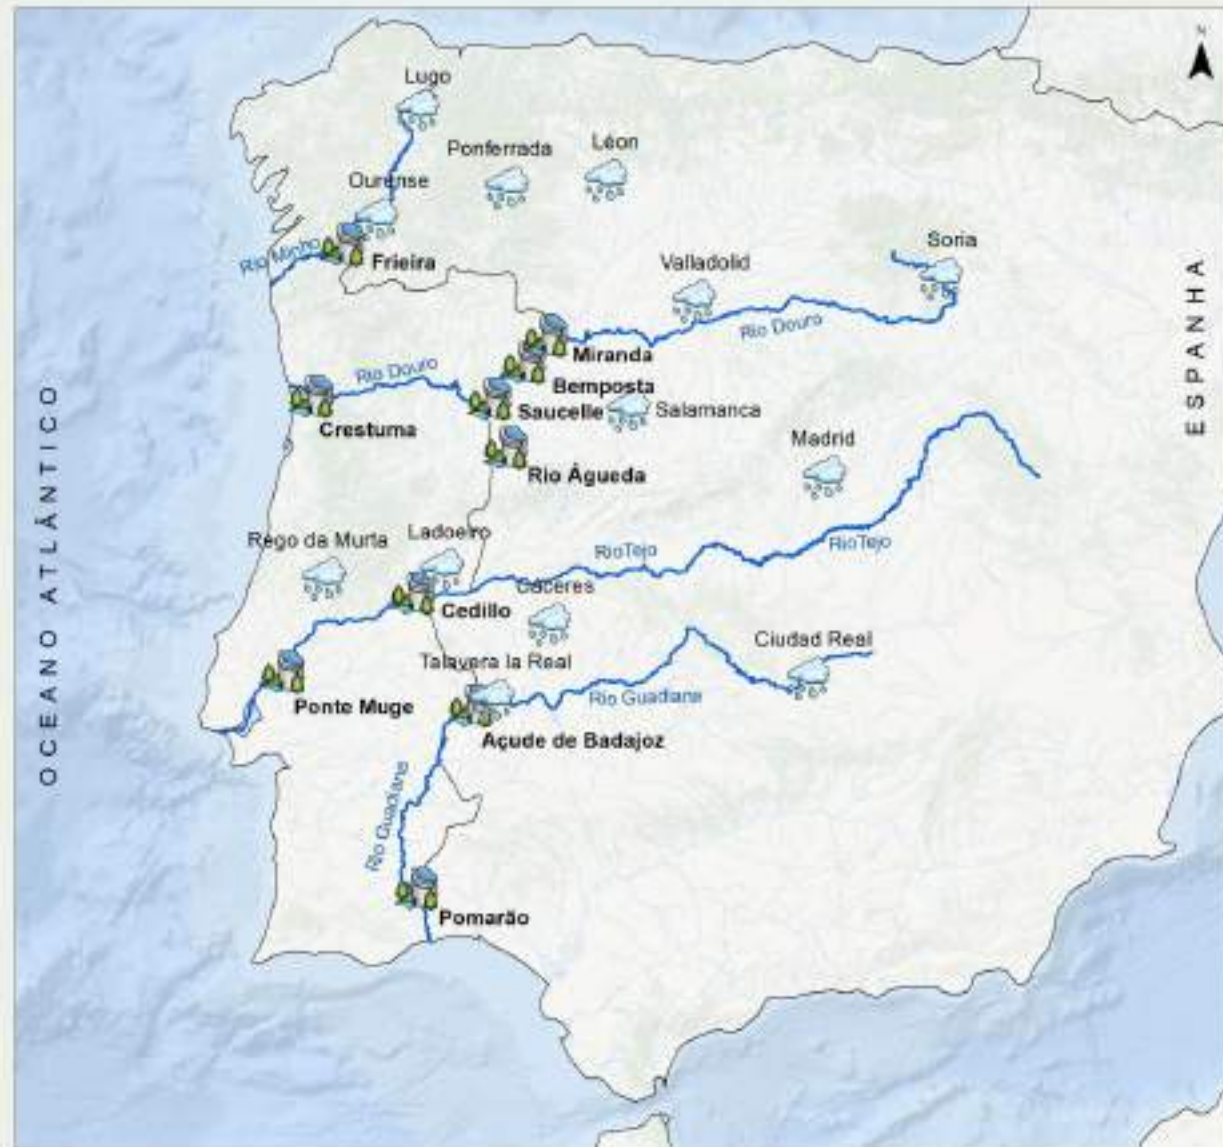 N
Lugo
Ponferrada
Léon
Ourense
Rio Minho
Frieira
Valladolid
Soria
ESPANHA
Rio Douro
Miranda
Rio Douro
Bemposta
Saucelle
Salamanca
Crestuma
Madrid
Rio Águeda
OCEANO ATLÂNTICO
Rego da Murta
Ladoeiro
RioTejo
RioTejo
Cáceres
Cedillo
Ciudad Real
Talavera la Real
Rio Guadiana
Ponte Muge
Açude de Badajoz
Rio Guadiana
Pomarão